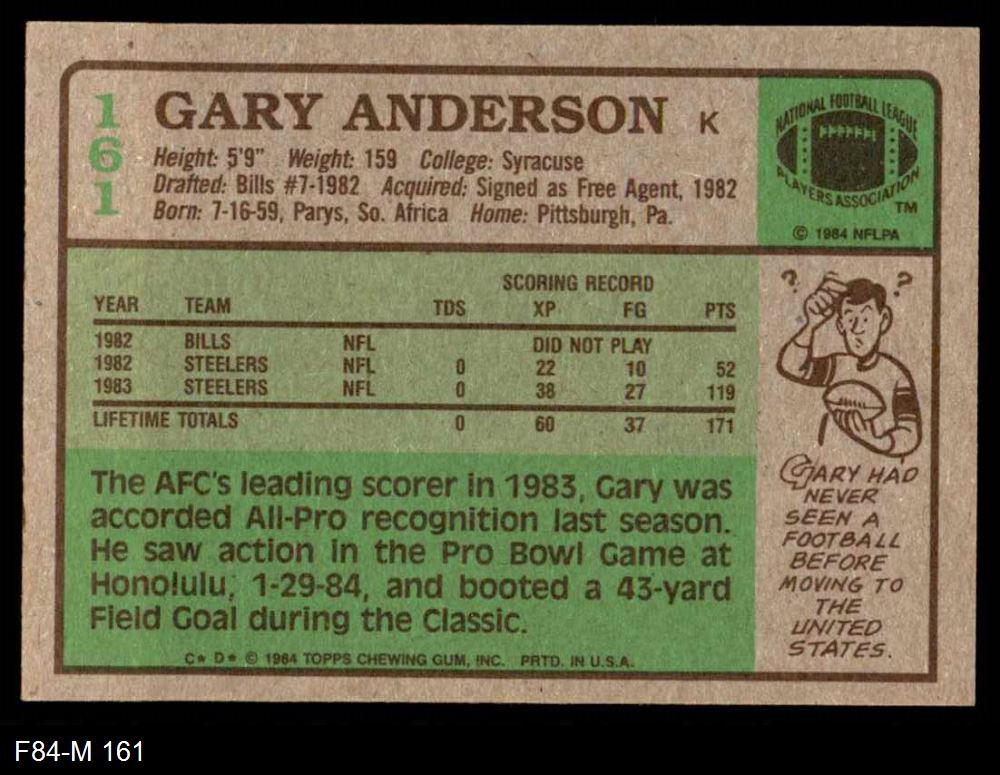 161
GARY ANDERSON K
Height: 5'9" Weight: 159 College: Syracuse
Drafted: Bills #7-1982 Acquired: Signed as Free Agent, 1982
Born: 7-16-59, Parys, So. Africa Home: Pittsburgh, Pa.
NATIONAL FOOTBALL LEAGUE
PLAYERS ASSOCIATION
TM
© 1984 NFLPA
SCORING RECORD
YEAR TEAM TDS XP FG PTS
1982 BILLS NFL DID NOT PLAY
1982 STEELERS NFL 0 22 10 52
1983 STEELERS NFL 0 38 27 119
LIFETIME TOTALS 0 60 37 171
The AFC's leading scorer in 1983, Gary was
accorded All-Pro recognition last season.
He saw action in the Pro Bowl Game at
Honolulu, 1-29-84, and booted a 43-yard
Field Goal during the Classic.
C* D* © 1984 TOPPS CHEWING GUM, INC. PRTD. IN U.S.A.
? ?
GARY HAD
NEVER
SEEN A
FOOTBALL
BEFORE
MOVING TO
THE
UNITED
STATES.
F84-M 161